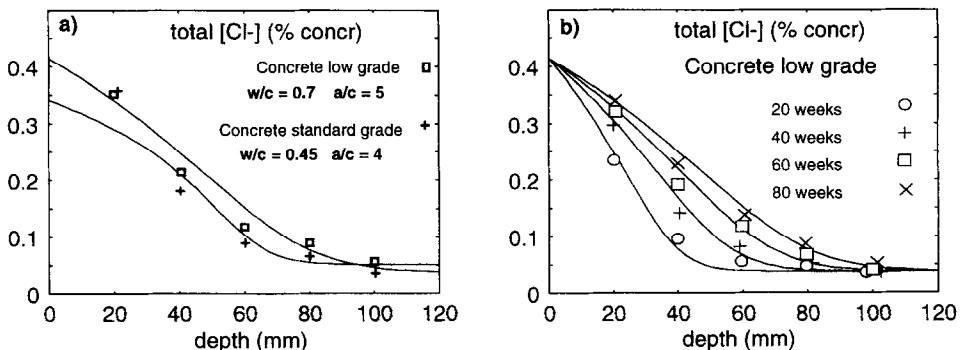 a) total [Cl-] (% concr)
Concrete low grade
w/c = 0.7 a/c = 5
Concrete standard grade
w/c = 0.45 a/c = 4
0.4
0.3
0.2
0.1
0
0 20 40 60 80 100 120
depth (mm)
b) total [Cl-] (% concr)
Concrete low grade
20 weeks
40 weeks
60 weeks
80 weeks
0.4
0.3
0.2
0.1
0
0 20 40 60 80 100 120
depth (mm)